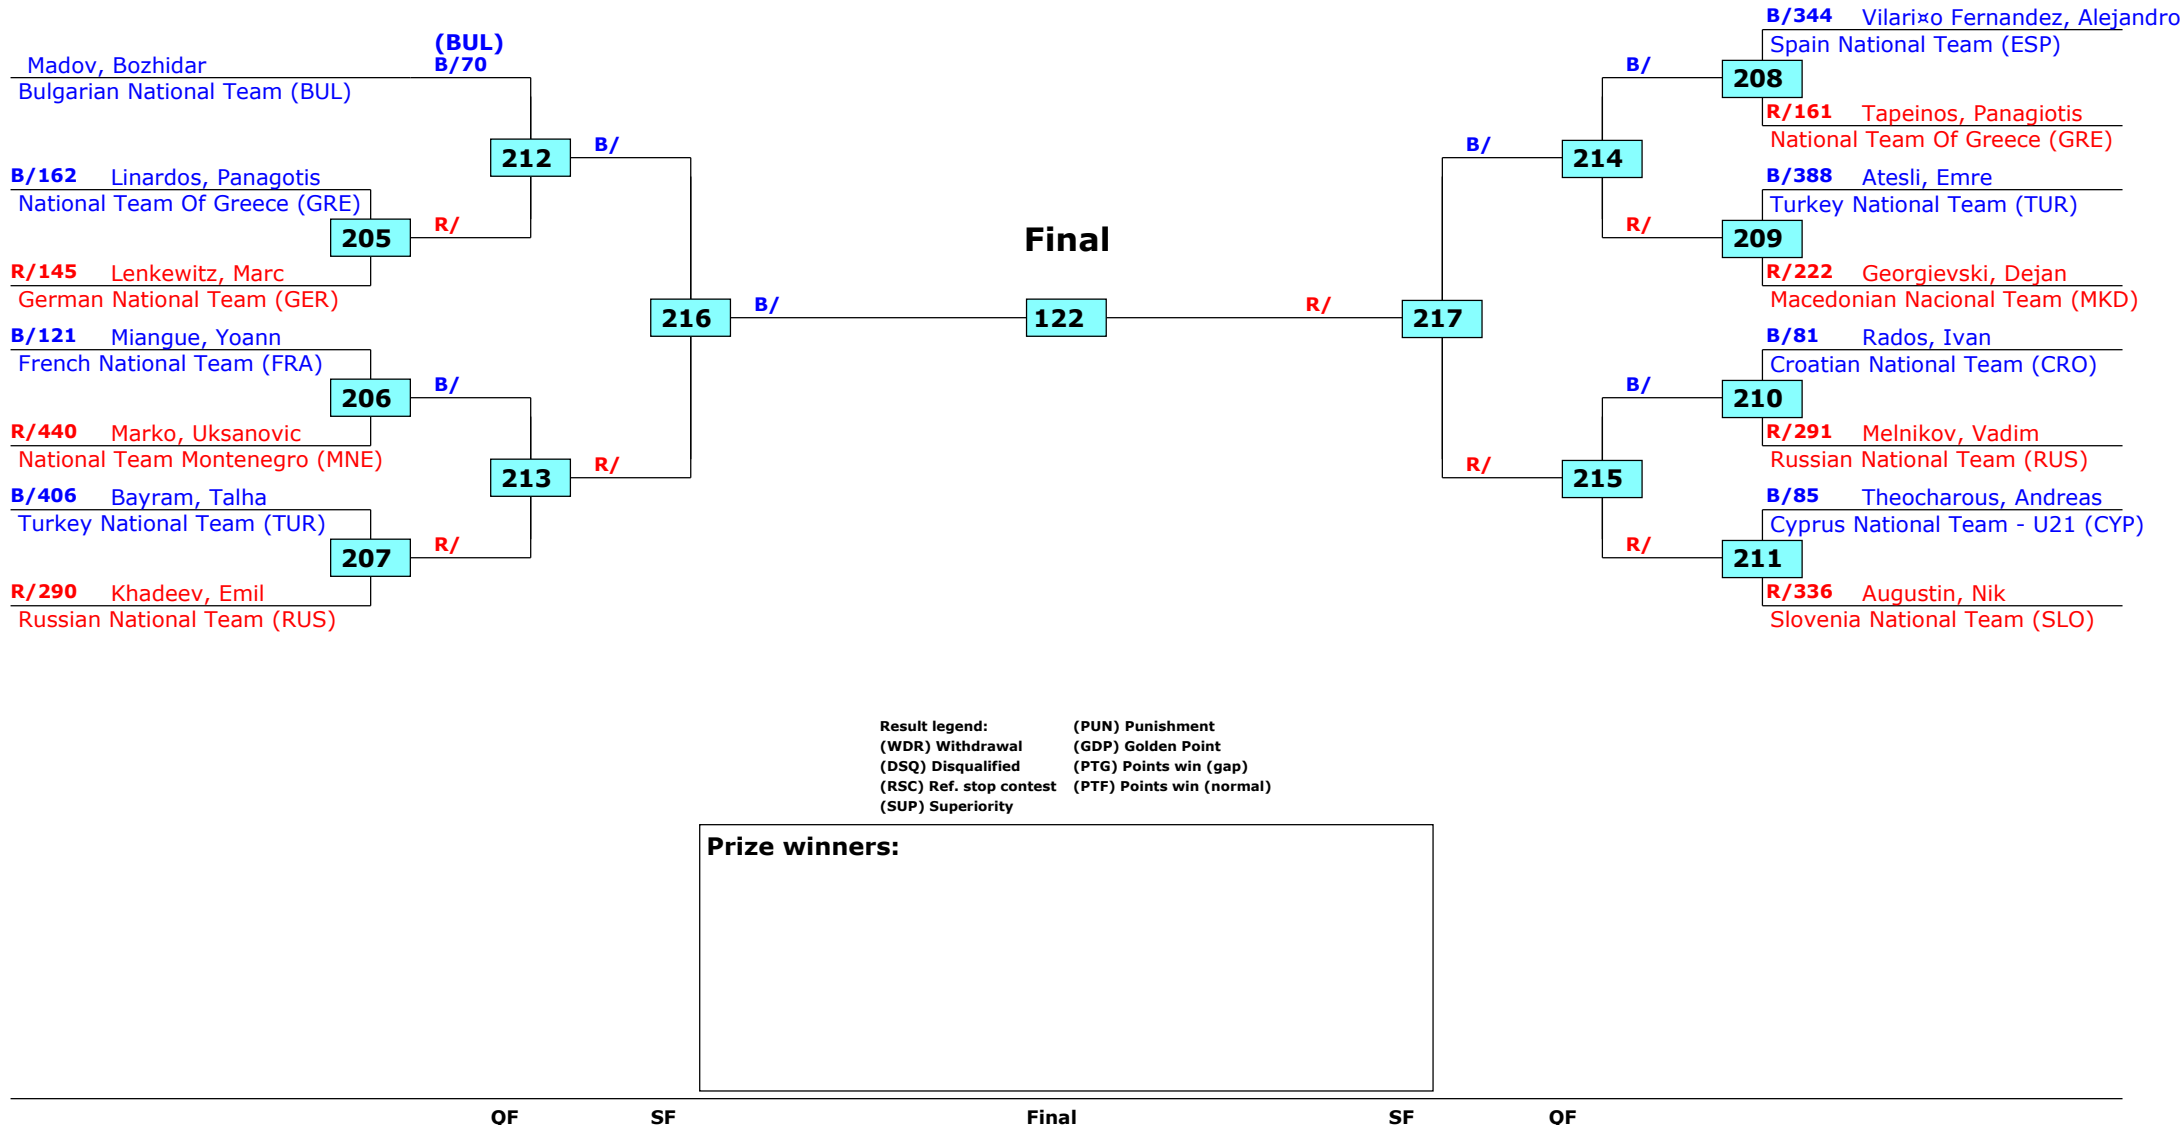 (BUL)
Madov, Bozhidar B/70
Bulgarian National Team (BUL)
212
B/
B/162 Linardos, Panagotis
National Team Of Greece (GRE)
205
R/
R/145 Lenkewitz, Marc
German National Team (GER)
216
B/
B/121 Miangue, Yoann
French National Team (FRA)
206
B/
R/440 Marko, Uksanovic
National Team Montenegro (MNE)
213
R/
B/406 Bayram, Talha
Turkey National Team (TUR)
207
R/
R/290 Khadeev, Emil
Russian National Team (RUS)
Final
122
R/
217
B/344 Vilari¤o Fernandez, Alejandro
Spain National Team (ESP)
B/
208
R/161 Tapeinos, Panagiotis
National Team Of Greece (GRE)
B/
214
B/388 Atesli, Emre
Turkey National Team (TUR)
R/
209
R/222 Georgievski, Dejan
Macedonian Nacional Team (MKD)
B/81 Rados, Ivan
Croatian National Team (CRO)
B/
210
R/291 Melnikov, Vadim
Russian National Team (RUS)
R/
215
B/85 Theocharous, Andreas
Cyprus National Team - U21 (CYP)
R/
211
R/336 Augustin, Nik
Slovenia National Team (SLO)
Result legend: (PUN) Punishment
(WDR) Withdrawal (GDP) Golden Point
(DSQ) Disqualified (PTG) Points win (gap)
(RSC) Ref. stop contest (PTF) Points win (normal)
(SUP) Superiority
Prize winners:
QF SF Final SF QF